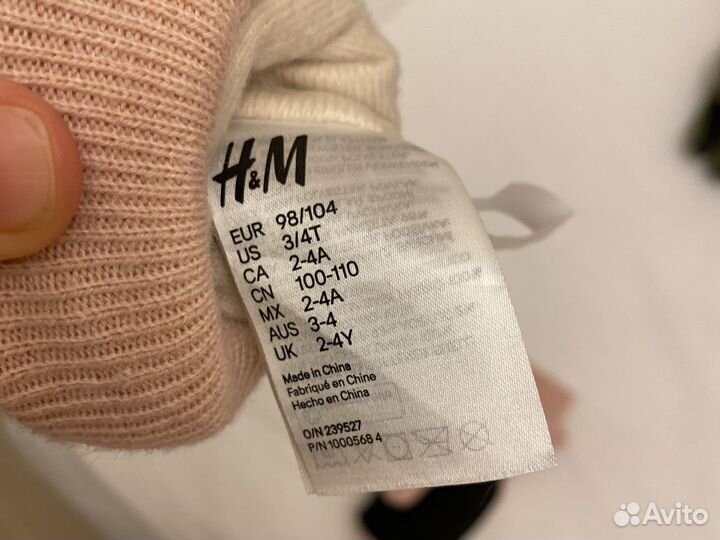 H&M
EUR 98/104
US 3/4T
CA 2-4A
CN 100-110
MX 2-4A
AUS 3-4
UK 2-4Y
Made in China
Fabriqué en Chine
Hecho en China
O/N 239527
P/N 1000568 4
Avito